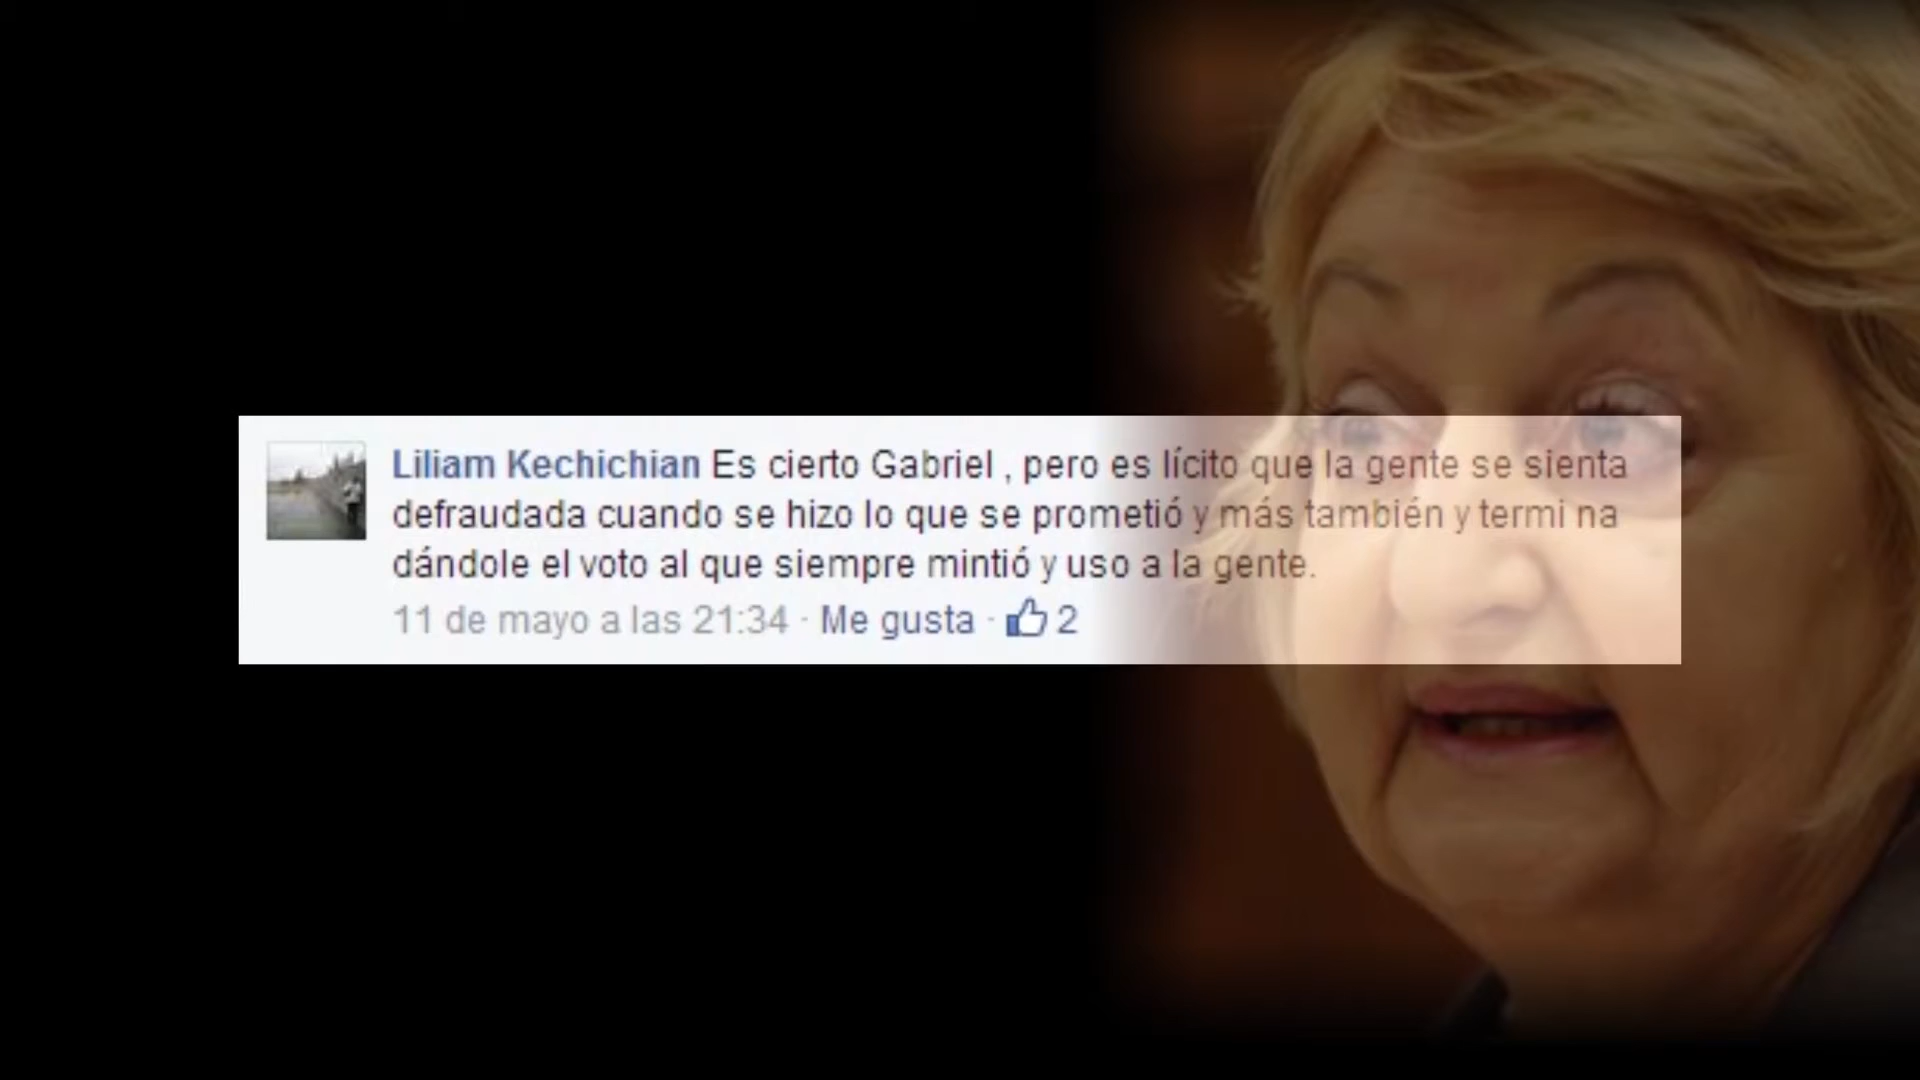 Liliam Kechichian Es cierto Gabriel , pero es lícito que la gente se sienta
defraudada cuando se hizo lo que se prometió y más también y termi na
dándole el voto al que siempre mintió y uso a la gente.
11 de mayo a las 21:34 · Me gusta · 2